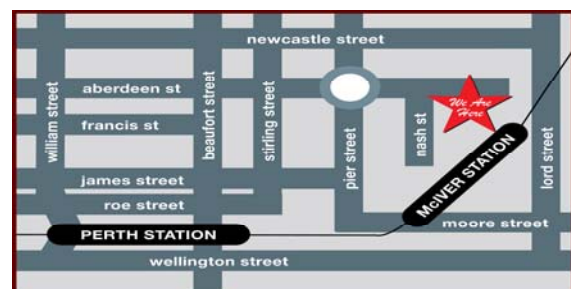 newcastle street
aberdeen st
francis st
james street
roe street
PERTH STATION
wellington street
william street
beaufort street
stirling street
pier street
nash st
We Are
Here
McIVER STATION
moore street
lord street